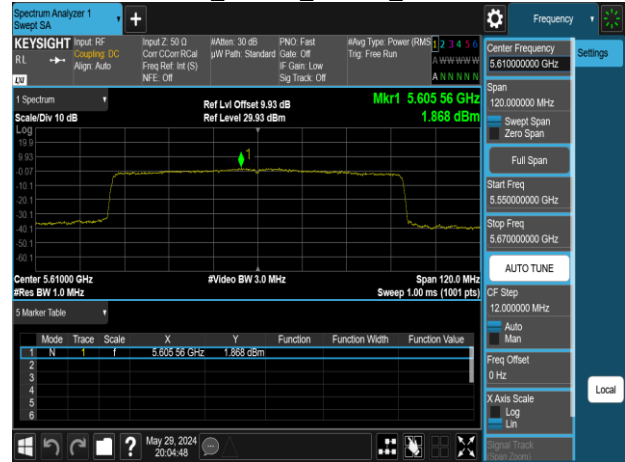 Spectrum Analyzer 1
Swept SA
Frequency
KEYSIGHT Input: RF
Coupling: DC
Align: Auto
RL
LXI
Input Z: 50 Ω
Corr CCorr RCal
Freq Ref: Int (S)
NFE: Off
#Atten: 30 dB
µW Path: Standard
PNO: Fast
Gate: Off
IF Gain: Low
Sig Track: Off
#Avg Type: Power (RMS
Trig: Free Run
1 2 3 4 5 6
A W W W W W
A N N N N N
1 Spectrum
Scale/Div 10 dB
Ref Lvl Offset 9.93 dB
Ref Level 29.93 dBm
Mkr1 5.605 56 GHz
1.868 dBm
Log
19.9
9.93
-0.07
-10.1
-20.1
-30.1
-40.1
-50.1
-60.1
1
Center 5.61000 GHz
#Res BW 1.0 MHz
#Video BW 3.0 MHz
Span 120.0 MHz
Sweep 1.00 ms (1001 pts)
5 Marker Table
Mode Trace Scale X Y Function Function Width Function Value
1 N 1 f 5.605 56 GHz 1.868 dBm
2
3
4
5
6
? May 29, 2024
20:04:48
Center Frequency
5.610000000 GHz
Settings
Span
120.000000 MHz
Swept Span
Zero Span
Full Span
Start Freq
5.550000000 GHz
Stop Freq
5.670000000 GHz
AUTO TUNE
CF Step
12.000000 MHz
Auto
Man
Freq Offset
0 Hz
X Axis Scale
Log
Lin
Local
Signal Track
(Span Zoom)